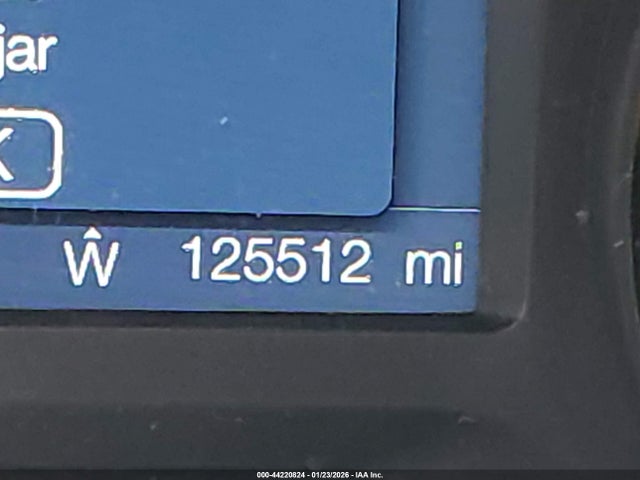 jar
K
Ŵ 125512 mi
000-44220824 - 01/23/2026 - IAA Inc.